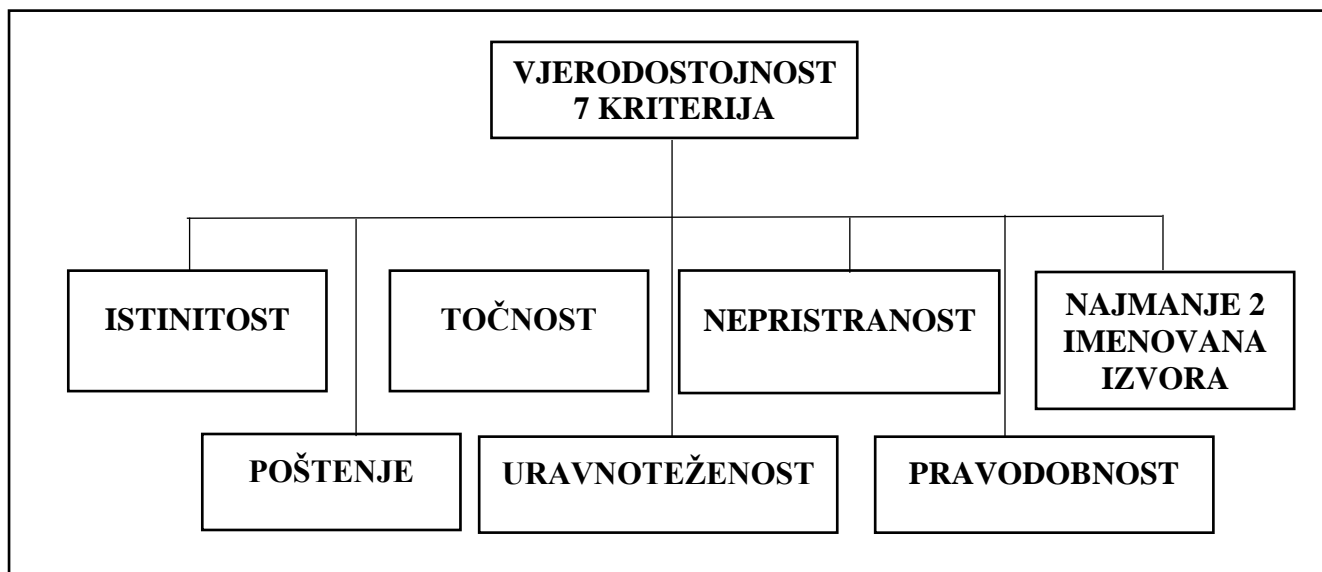 VJERODOSTOJNOST
7 KRITERIJA
ISTINITOST
TOČNOST
NEPRISTRANOST
NAJMANJE 2
IMENOVANA
IZVORA
POŠTENJE
URAVNOTEŽENOST
PRAVODOBNOST